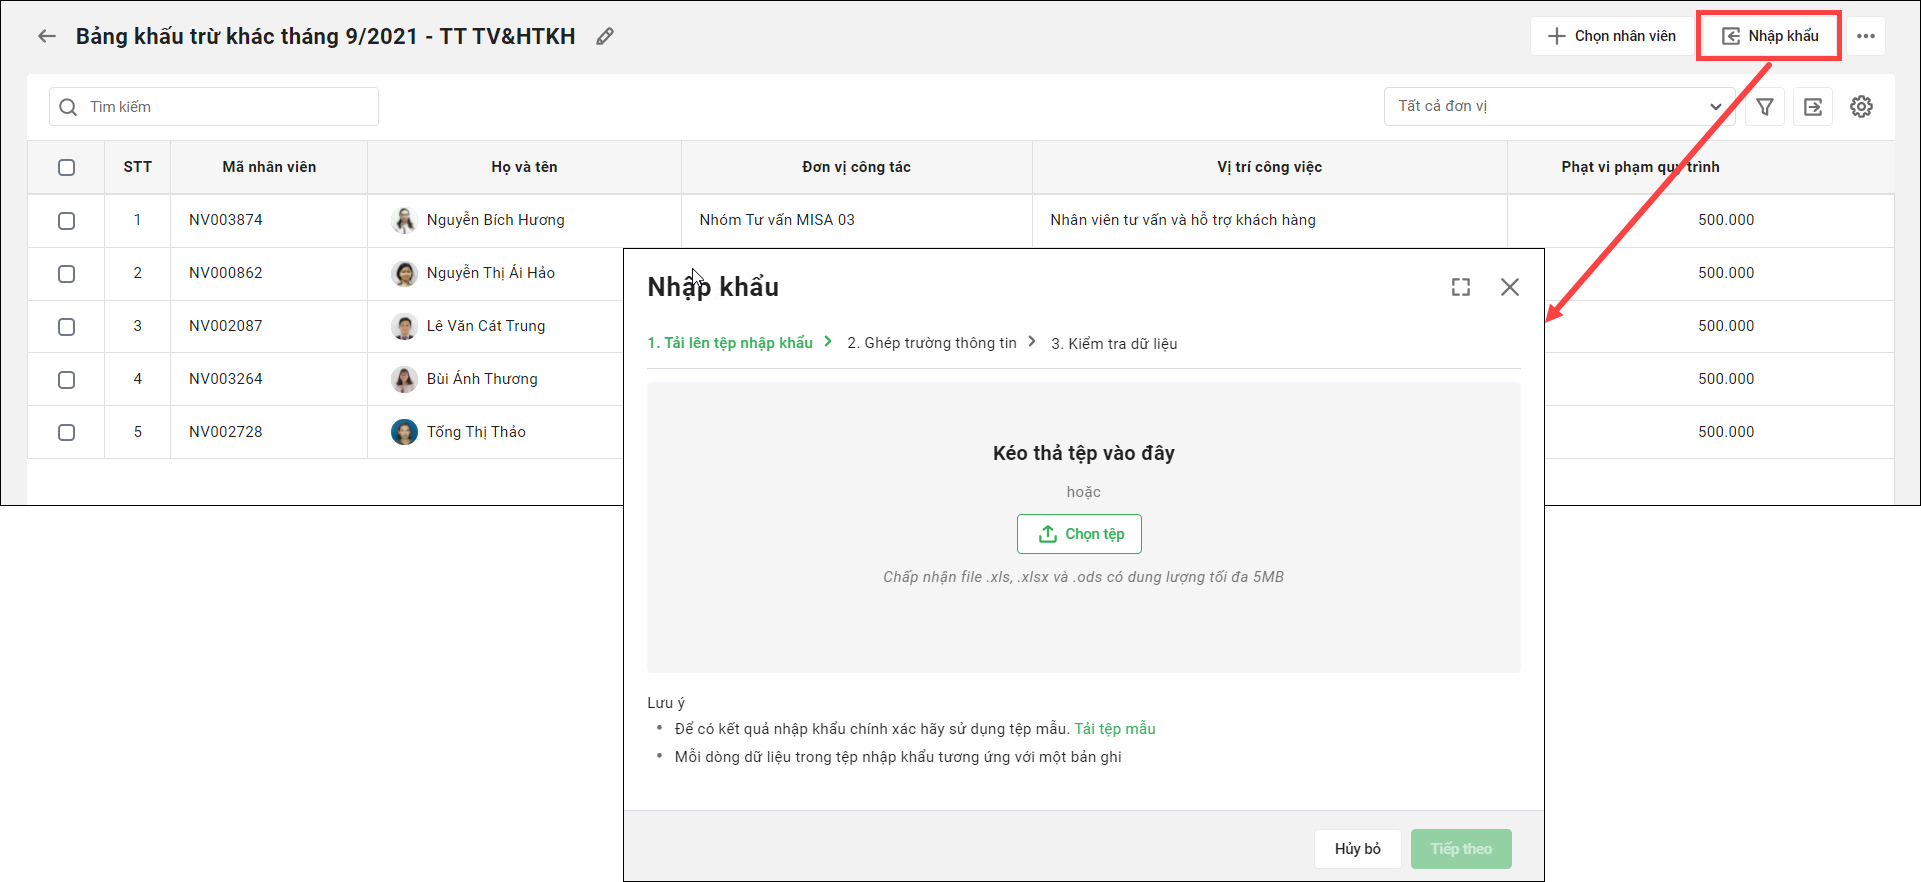 Bảng khấu trừ khác tháng 9/2021 - TT TV&HTKH
Chọn nhân viên
Nhập khẩu
Tìm kiếm
Tất cả đơn vị
STT Mã nhân viên Họ và tên Đơn vị công tác Vị trí công việc Phạt vi phạm quy trình
1 NV003874 Nguyễn Bích Hương Nhóm Tư vấn MISA 03 Nhân viên tư vấn và hỗ trợ khách hàng 500.000
2 NV000862 Nguyễn Thị Ái Hảo 500.000
3 NV002087 Lê Văn Cát Trung 500.000
4 NV003264 Bùi Ánh Thương 500.000
5 NV002728 Tống Thị Thảo 500.000
Nhập khẩu
1. Tải lên tệp nhập khẩu 2. Ghép trường thông tin 3. Kiểm tra dữ liệu
Kéo thả tệp vào đây
hoặc
Chọn tệp
Chấp nhận file .xls, .xlsx và .ods có dung lượng tối đa 5MB
Lưu ý
• Để có kết quả nhập khẩu chính xác hãy sử dụng tệp mẫu. Tải tệp mẫu
• Mỗi dòng dữ liệu trong tệp nhập khẩu tương ứng với một bản ghi
Hủy bỏ
Tiếp theo